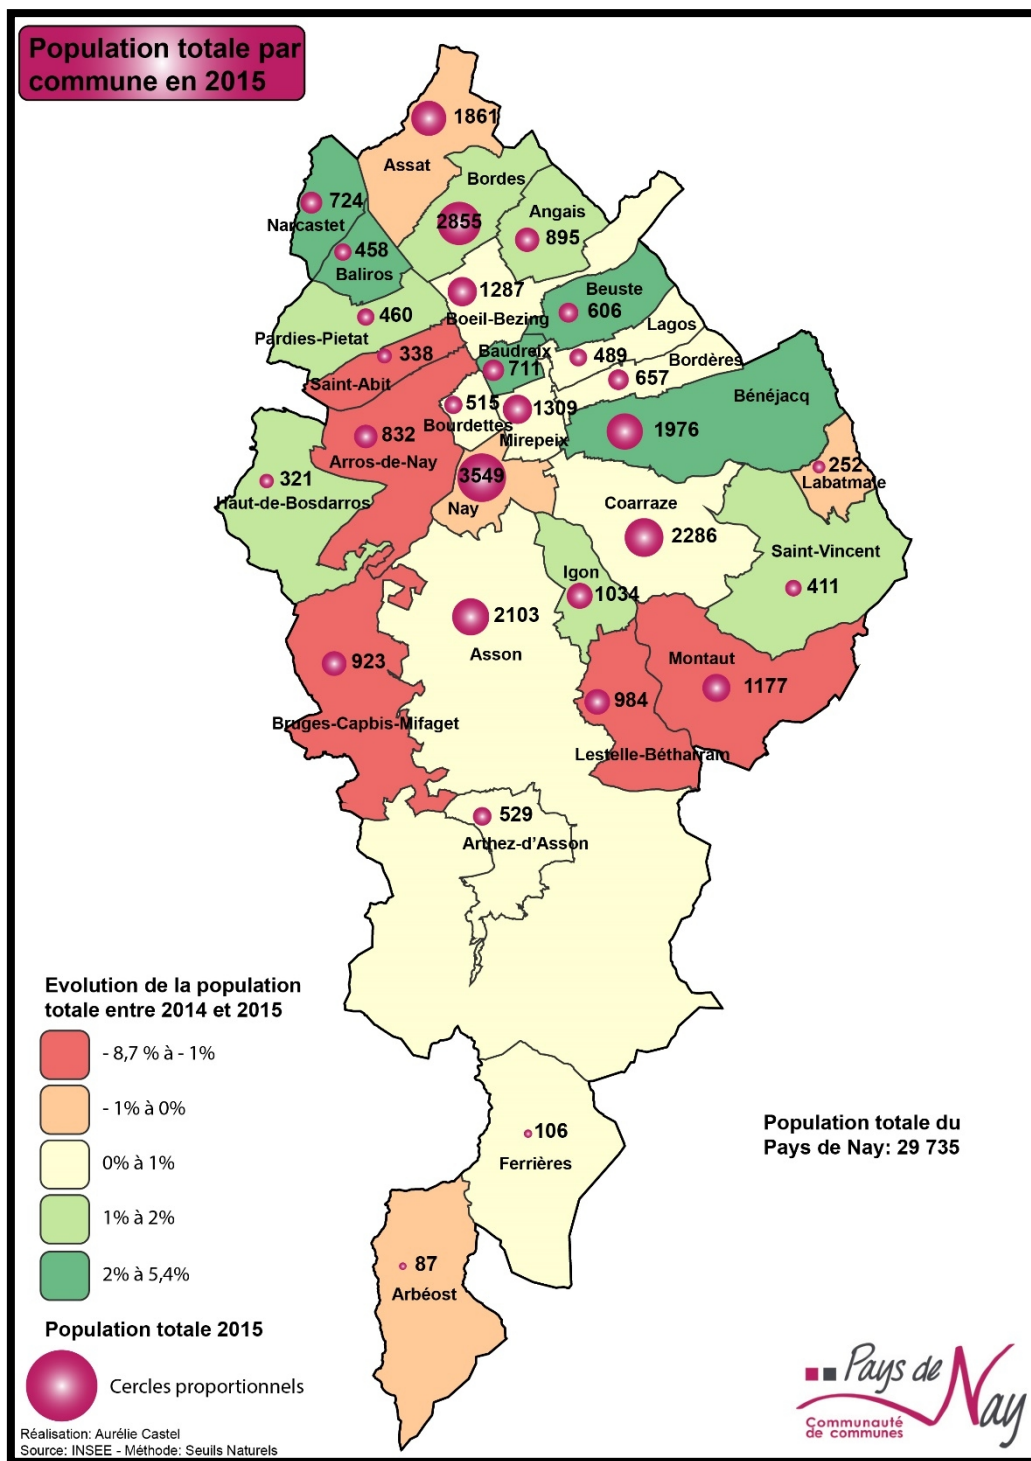 Population totale par
commune en 2015
1861
Assat
Bordes
2855
Angais
895
724
Narcastet
458
Baliros
1287
Boeil-Bezing
Beuste
606
460
Pardies-Pietat
Lagos
489
338
Saint-Abit
Baudreix
711
Bordères
657
Bénéjacq
1976
515
Bourdettes
1309
Mirepeix
832
Arros-de-Nay
252
Labatmale
321
Haut-de-Bosdarros
3549
Nay
Coarraze
2286
Saint-Vincent
411
Igon
1034
2103
Asson
923
Bruges-Capbis-Mifaget
Montaut
1177
984
Lestelle-Bétharram
529
Arthez-d'Asson
Evolution de la population
totale entre 2014 et 2015
- 8,7 % à - 1%
- 1% à 0%
0% à 1%
1% à 2%
2% à 5,4%
Population totale du
Pays de Nay: 29 735
106
Ferrières
87
Arbéost
Population totale 2015
Cercles proportionnels
Réalisation: Aurélie Castel
Source: INSEE - Méthode: Seuils Naturels
Pays de Nay
Communauté
de communes